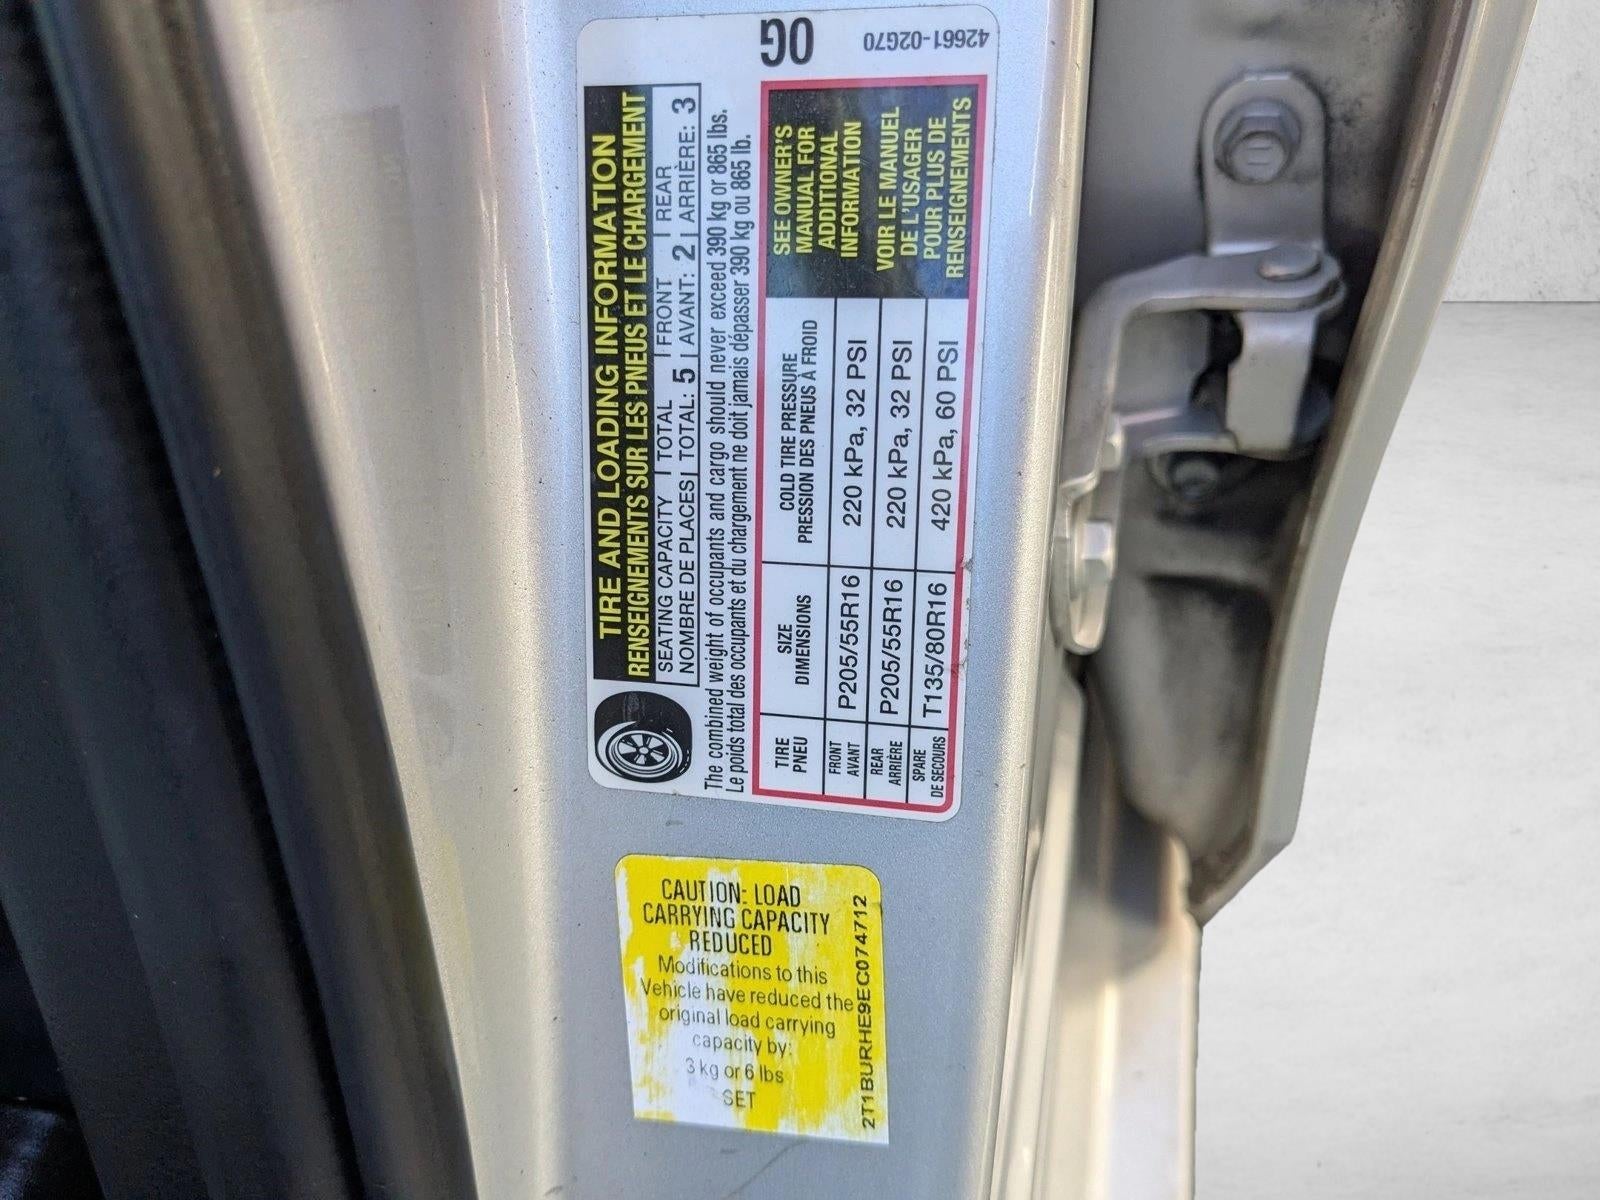 0G
42661-02G70
TIRE AND LOADING INFORMATION
RENSEIGNEMENTS SUR LES PNEUS ET LE CHARGEMENT
SEATING CAPACITY | TOTAL | FRONT | REAR
NOMBRE DE PLACES | TOTAL: 5 | AVANT: 2 | ARRIÈRE: 3
The combined weight of occupants and cargo should never exceed 390 kg or 865 lbs.
Le poids total des occupants et du chargement ne doit jamais dépasser 390 kg ou 865 lb.
TIRE
PNEU
SIZE
DIMENSIONS
COLD TIRE PRESSURE
PRESSION DES PNEUS À FROID
FRONT
AVANT
P205/55R16
220 kPa, 32 PSI
REAR
ARRIÈRE
P205/55R16
220 kPa, 32 PSI
SPARE
DE SECOURS
T135/80R16
420 kPa, 60 PSI
SEE OWNER'S
MANUAL FOR
ADDITIONAL
INFORMATION
VOIR LE MANUEL
DE L'USAGER
POUR PLUS DE
RENSEIGNEMENTS
CAUTION: LOAD
CARRYING CAPACITY
REDUCED
Modifications to this
Vehicle have reduced the
original load carrying
capacity by:
3 kg or 6 lbs
SET
2T1BURHE9EC074712